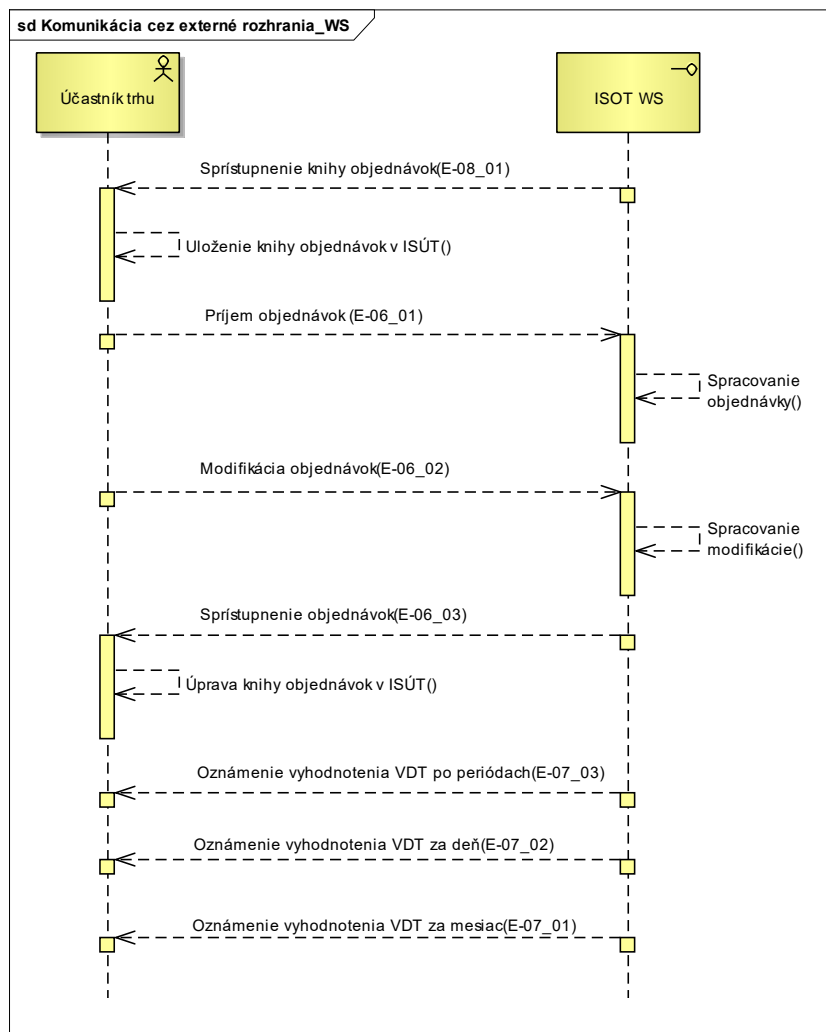 sd Komunikácia cez externé rozhrania_WS
Účastník trhu
ISOT WS
Sprístupnenie knihy objednávok(E-08_01)
Uloženie knihy objednávok v ISÚT()
Príjem objednávok (E-06_01)
Spracovanie
objednávky()
Modifikácia objednávok(E-06_02)
Spracovanie
modifikácie()
Sprístupnenie objednávok(E-06_03)
Úprava knihy objednávok v ISÚT()
Oznámenie vyhodnotenia VDT po periódach(E-07_03)
Oznámenie vyhodnotenia VDT za deň(E-07_02)
Oznámenie vyhodnotenia VDT za mesiac(E-07_01)